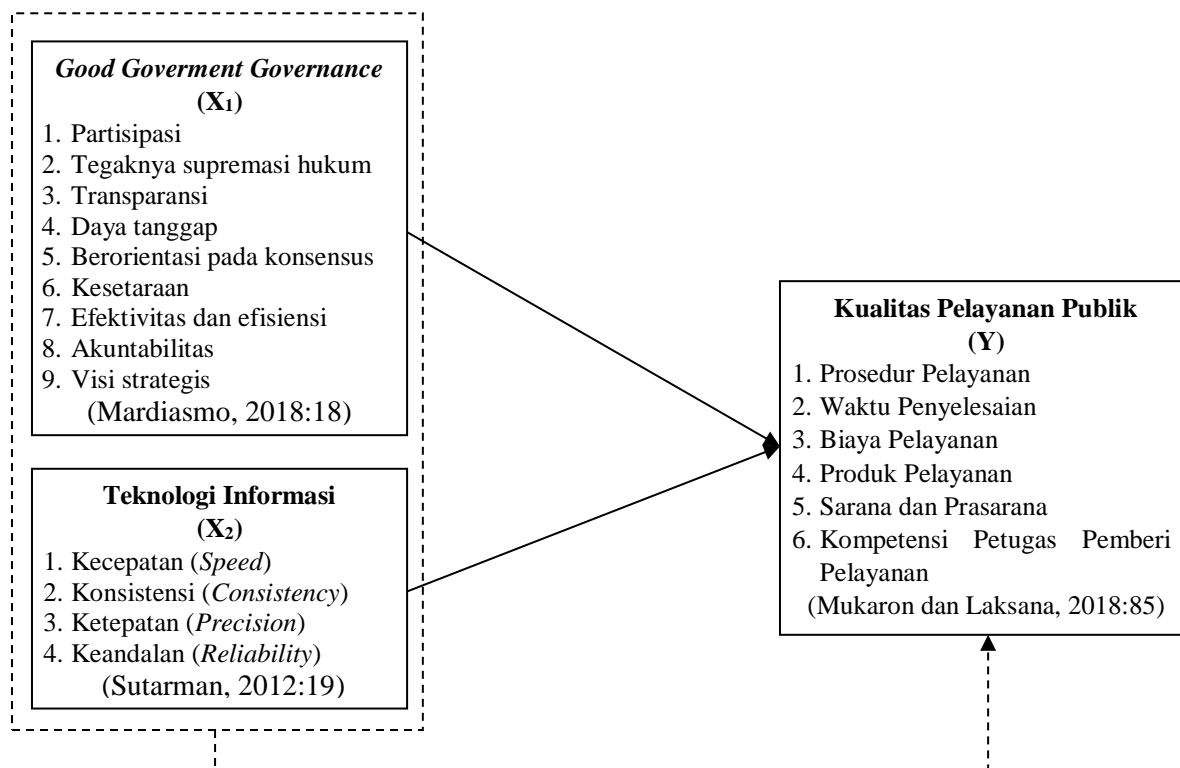 Good Goverment Governance
(X₁)
1. Partisipasi
2. Tegaknya supremasi hukum
3. Transparansi
4. Daya tanggap
5. Berorientasi pada konsensus
6. Kesetaraan
7. Efektivitas dan efisiensi
8. Akuntabilitas
9. Visi strategis
(Mardiasmo, 2018:18)
Teknologi Informasi
(X₂)
1. Kecepatan (Speed)
2. Konsistensi (Consistency)
3. Ketepatan (Precision)
4. Keandalan (Reliability)
(Sutarman, 2012:19)
Kualitas Pelayanan Publik
(Y)
1. Prosedur Pelayanan
2. Waktu Penyelesaian
3. Biaya Pelayanan
4. Produk Pelayanan
5. Sarana dan Prasarana
6. Kompetensi Petugas Pemberi
Pelayanan
(Mukaron dan Laksana, 2018:85)